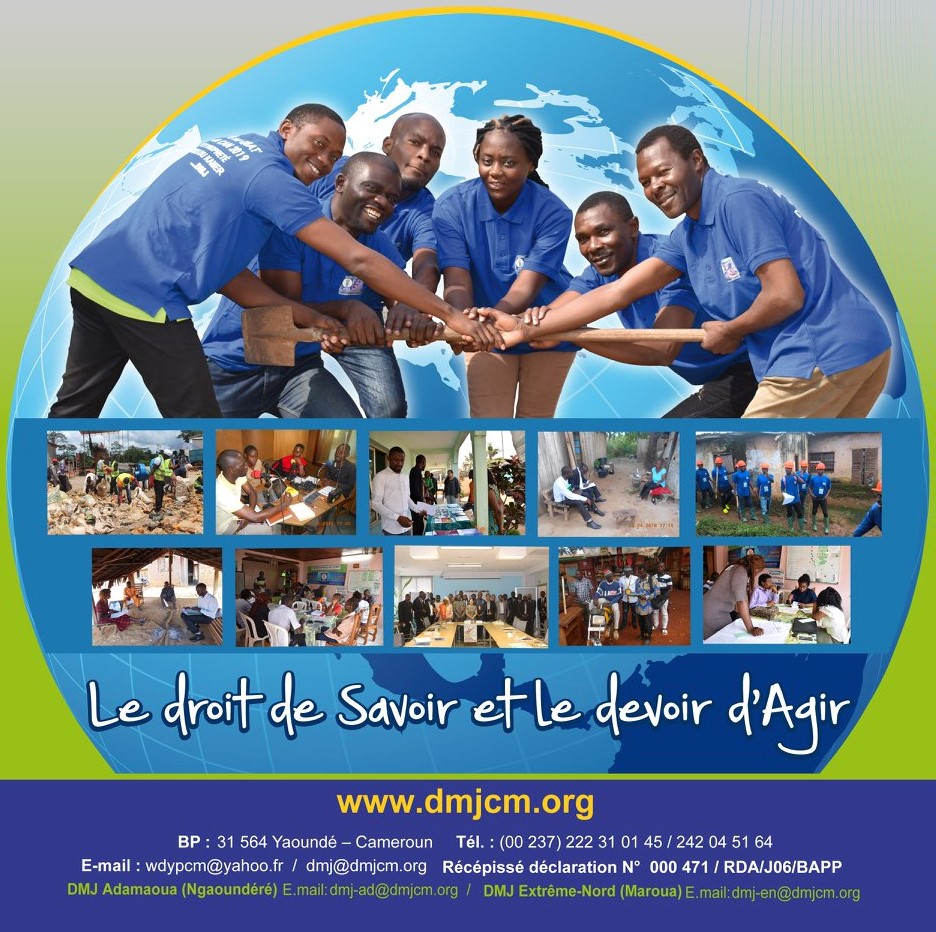 2019
Le droit de Savoir et le devoir d'Agir
www.dmjcm.org
BP : 31 564 Yaoundé – Cameroun Tél. : (00 237) 222 31 01 45 / 242 04 51 64
E-mail : wdypcm@yahoo.fr / dmj@dmjcm.org Récépissé déclaration N° 000 471 / RDA/J06/BAPP
DMJ Adamaoua (Ngaoundéré) E.mail: dmj-ad@dmjcm.org / DMJ Extrême-Nord (Maroua) E.mail: dmj-en@dmjcm.org